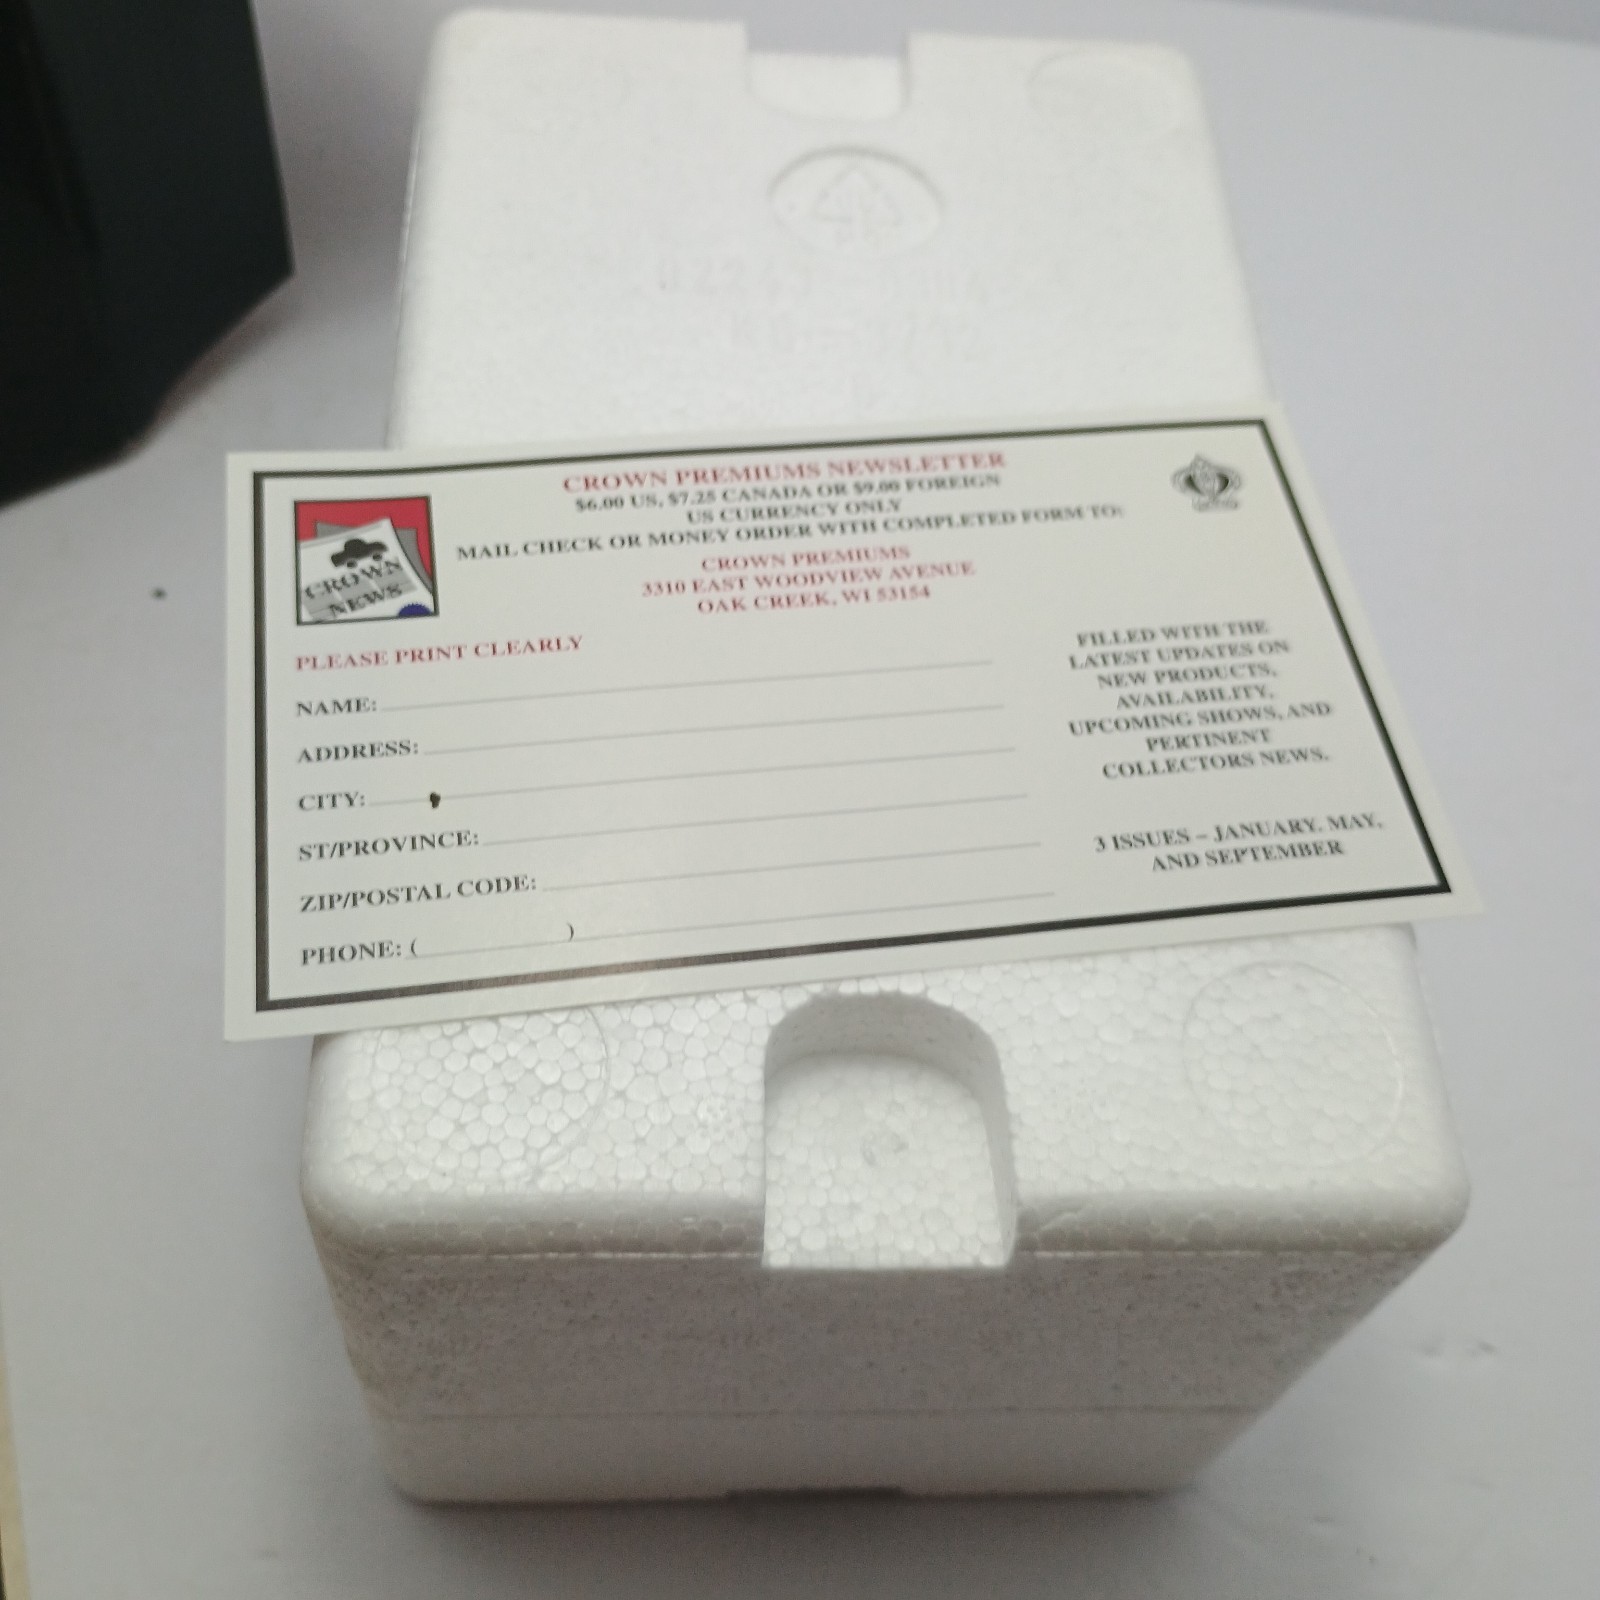 CROWN PREMIUMS NEWSLETTER
$6.00 US, $7.25 CANADA OR $9.00 FOREIGN
US CURRENCY ONLY
MAIL CHECK OR MONEY ORDER WITH COMPLETED FORM TO:
CROWN PREMIUMS
3310 EAST WOODVIEW AVENUE
OAK CREEK, WI 53154
CROWN
NEWS
PLEASE PRINT CLEARLY
NAME:
ADDRESS:
CITY:
ST/PROVINCE:
ZIP/POSTAL CODE:
PHONE: ( )
FILLED WITH THE
LATEST UPDATES ON
NEW PRODUCTS,
AVAILABILITY,
UPCOMING SHOWS, AND
PERTINENT
COLLECTORS NEWS.
3 ISSUES – JANUARY, MAY,
AND SEPTEMBER